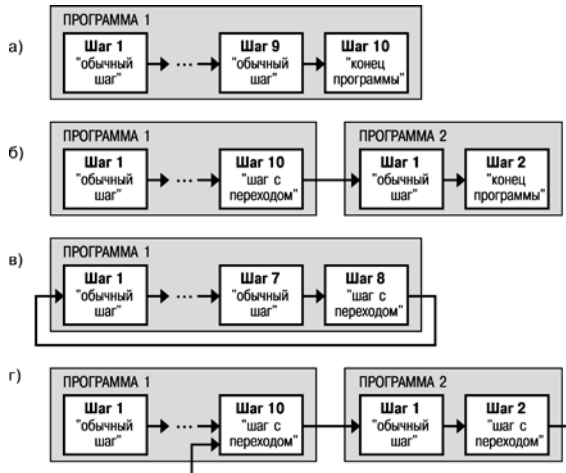 а)
ПРОГРАММА 1
Шаг 1
"обычный
шаг"
...
Шаг 9
"обычный
шаг"
Шаг 10
"конец
программы"
б)
ПРОГРАММА 1
Шаг 1
"обычный
шаг"
...
Шаг 10
"шаг с
переходом"
ПРОГРАММА 2
Шаг 1
"обычный
шаг"
Шаг 2
"конец
программы"
в)
ПРОГРАММА 1
Шаг 1
"обычный
шаг"
...
Шаг 7
"обычный
шаг"
Шаг 8
"шаг с
переходом"
г)
ПРОГРАММА 1
Шаг 1
"обычный
шаг"
...
Шаг 10
"шаг с
переходом"
ПРОГРАММА 2
Шаг 1
"обычный
шаг"
Шаг 2
"шаг с
переходом"